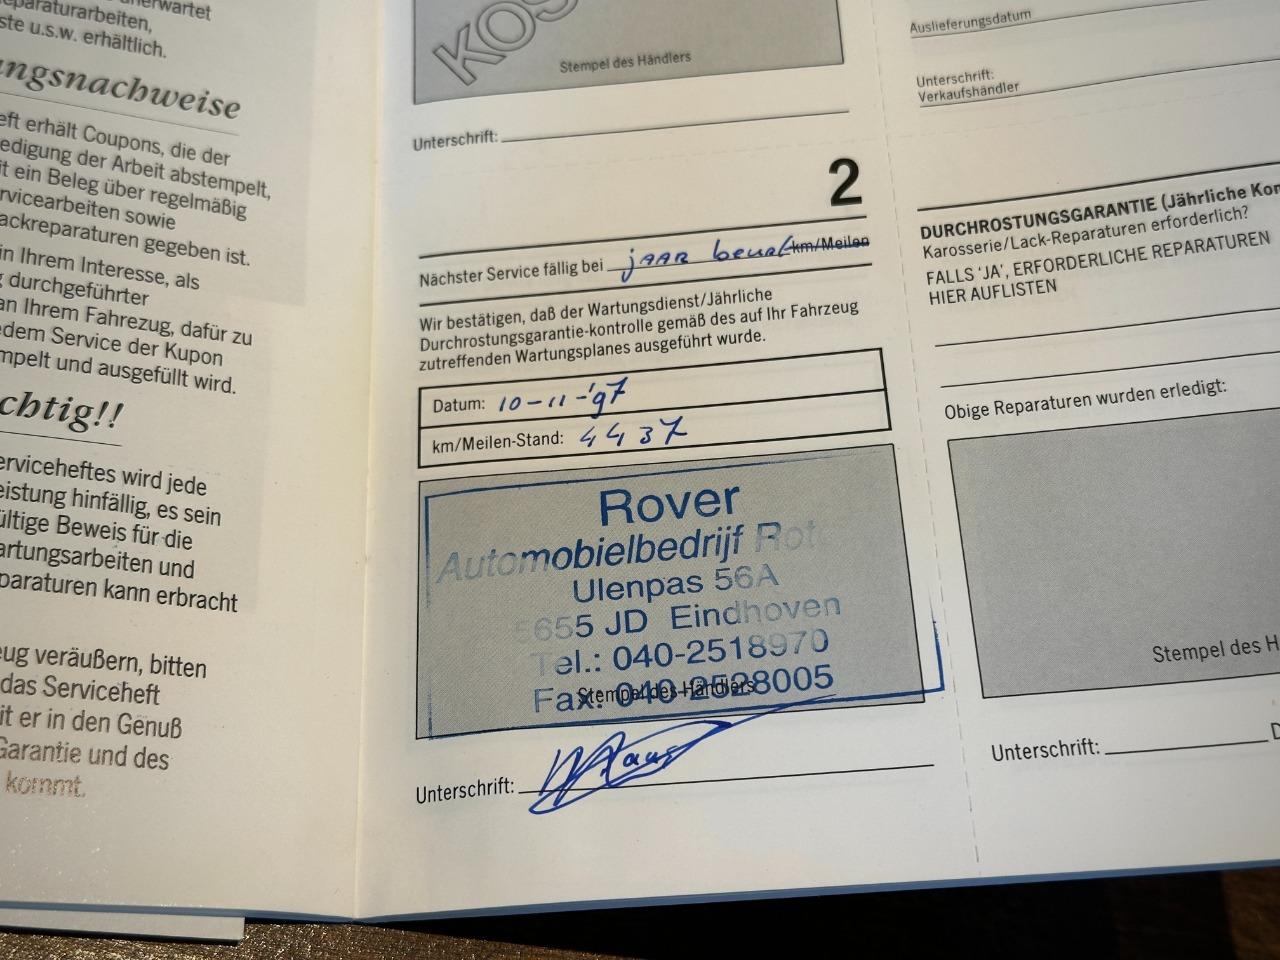 erwartet
eparaturarbeiten,
ste u.s.w. erhältlich.
ungsnachweise
eft erhält Coupons, die der
edigung der Arbeit abstempelt,
it ein Beleg über regelmäßig
rvicearbeiten sowie
ackreparaturen gegeben ist.
in Ihrem Interesse, als
g durchgeführter
an Ihrem Fahrezug, dafür zu
edem Service der Kupon
mpelt und ausgefüllt wird.
chtig!!
erviceheftes wird jede
eistung hinfällig, es sein
ültige Beweis für die
artungsarbeiten und
paraturen kann erbracht
eug veräußern, bitten
das Serviceheft
it er in den Genuß
Garantie und des
kommt.
KOS
Stempel des Händlers
Unterschrift:
2
Nächster Service fällig bei jaar km/Meilen
Wir bestätigen, daß der Wartungsdienst/Jährliche
Durchrostungsgarantie-kontrolle gemäß des auf Ihr Fahrzeug
zutreffenden Wartungsplanes ausgeführt wurde.
Datum: 10-11-'97
km/Meilen-Stand: 4437
Rover
Automobielbedrijf Rot
Ulenpas 56A
5655 JD Eindhoven
Tel.: 040-2518970
Fax: 040-2528005
Stempel des Händlers
Unterschrift:
Auslieferungsdatum
Unterschrift:
Verkaufshändler
DURCHROSTUNGSGARANTIE (Jährliche Kon
Karosserie/Lack-Reparaturen erforderlich?
FALLS 'JA', ERFORDERLICHE REPARATUREN
HIER AUFLISTEN
Obige Reparaturen wurden erledigt:
Stempel des H
Unterschrift: D